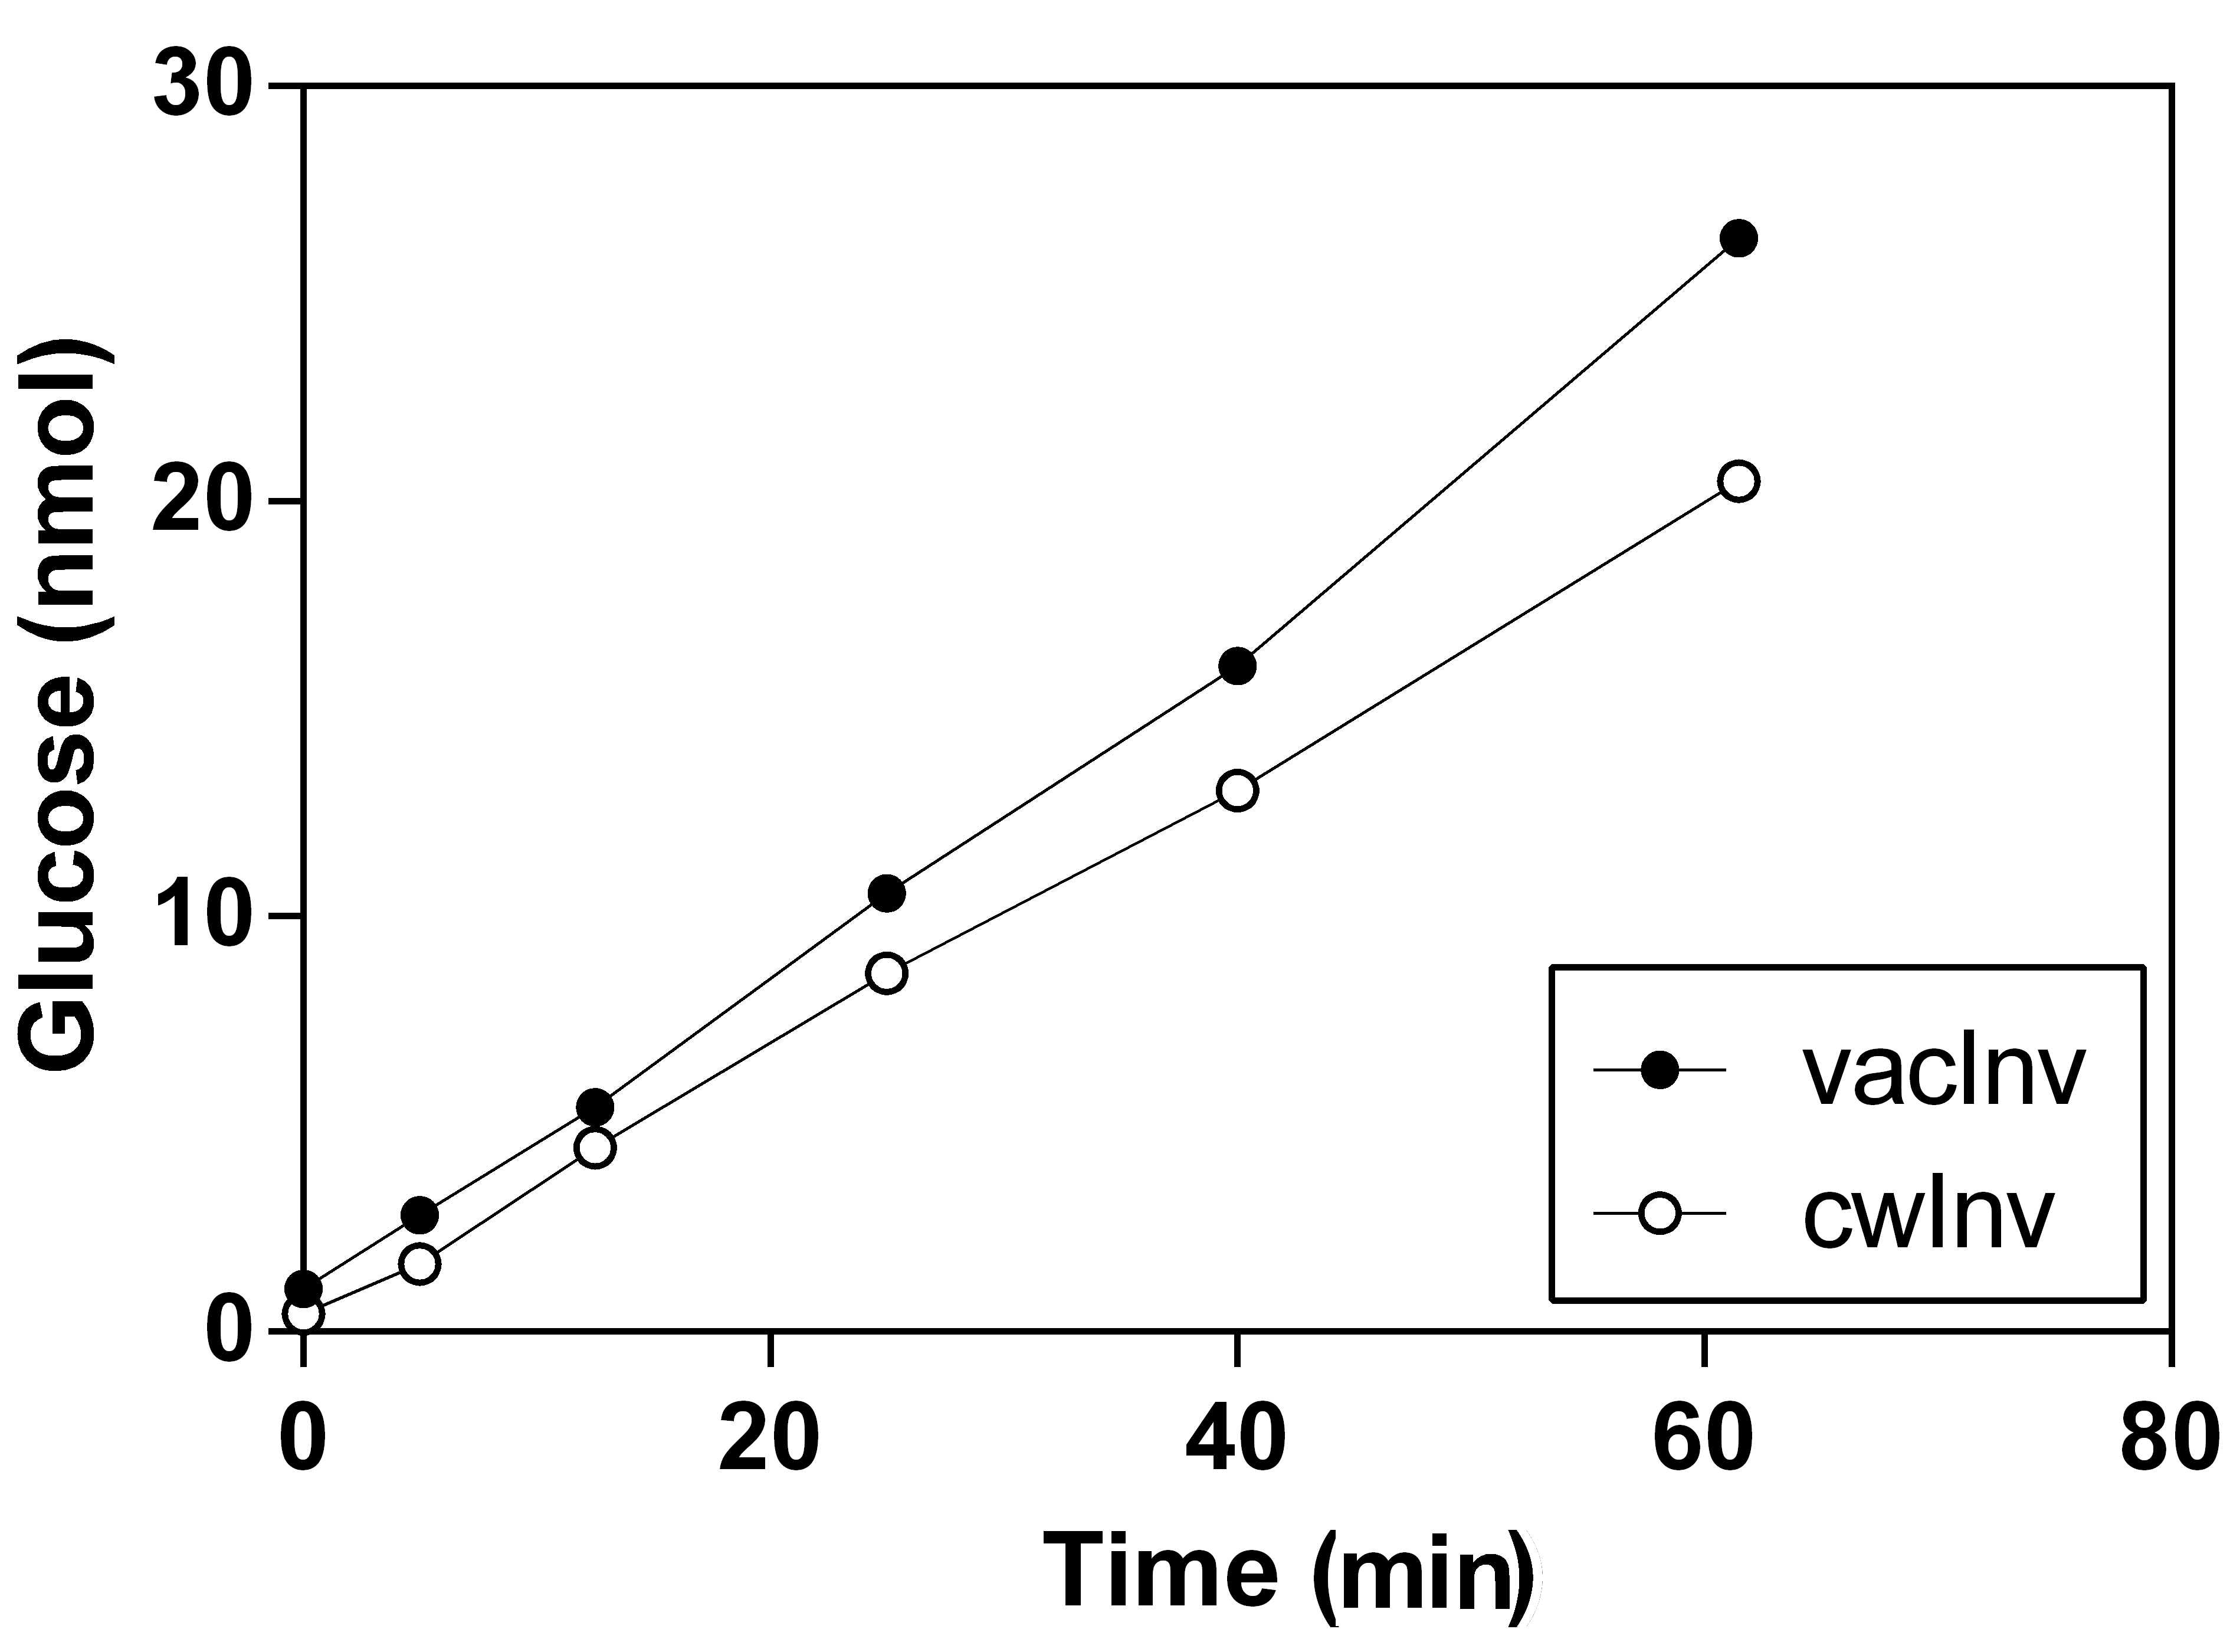 30
20
10
0
Glucose (nmol)
vacInv
cwInv
0 20 40 60 80
Time (min)